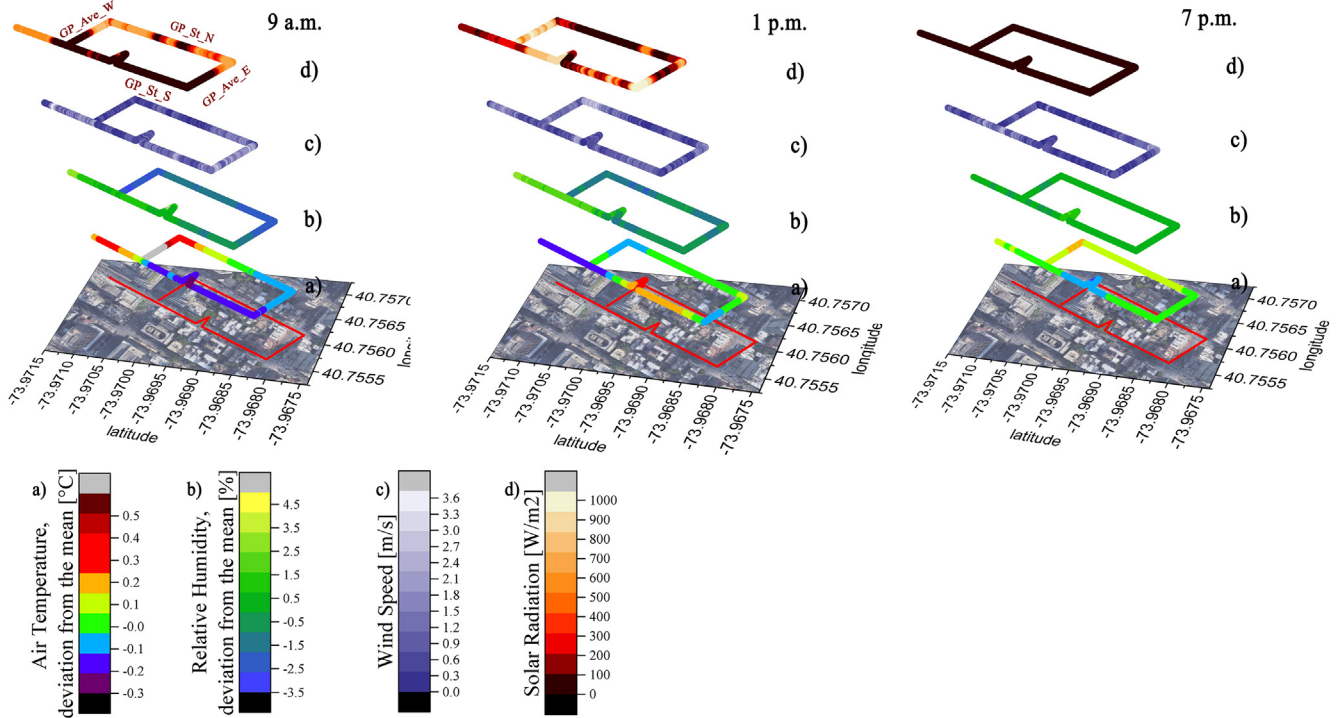 9 a.m.
GP_Ave_W
GP_St_N
GP_St_S
GP_Ave_E
d)
c)
b)
a)
40.7570
40.7565
40.7560
40.7555
-73.9715
-73.9710
-73.9705
-73.9700
-73.9695
-73.9690
-73.9685
-73.9680
-73.9675
latitude
1 p.m.
d)
c)
b)
a)
40.7570
40.7565
40.7560
40.7555
longitude
-73.9715
-73.9710
-73.9705
-73.9700
-73.9695
-73.9690
-73.9685
-73.9680
-73.9675
latitude
7 p.m.
d)
c)
b)
a)
40.7570
40.7565
40.7560
40.7555
longitude
-73.9715
-73.9710
-73.9705
-73.9700
-73.9695
-73.9690
-73.9685
-73.9680
-73.9675
latitude
a)
Air Temperature,
deviation from the mean [°C]
0.5
0.4
0.3
0.2
0.1
-0.0
-0.1
-0.2
-0.3
b)
Relative Humidity,
deviation from the mean [%]
4.5
3.5
2.5
1.5
0.5
-0.5
-1.5
-2.5
-3.5
c)
Wind Speed [m/s]
3.6
3.3
3.0
2.7
2.4
2.1
1.8
1.5
1.2
0.9
0.6
0.3
0.0
d)
Solar Radiation [W/m2]
1000
900
800
700
600
500
400
300
200
100
0